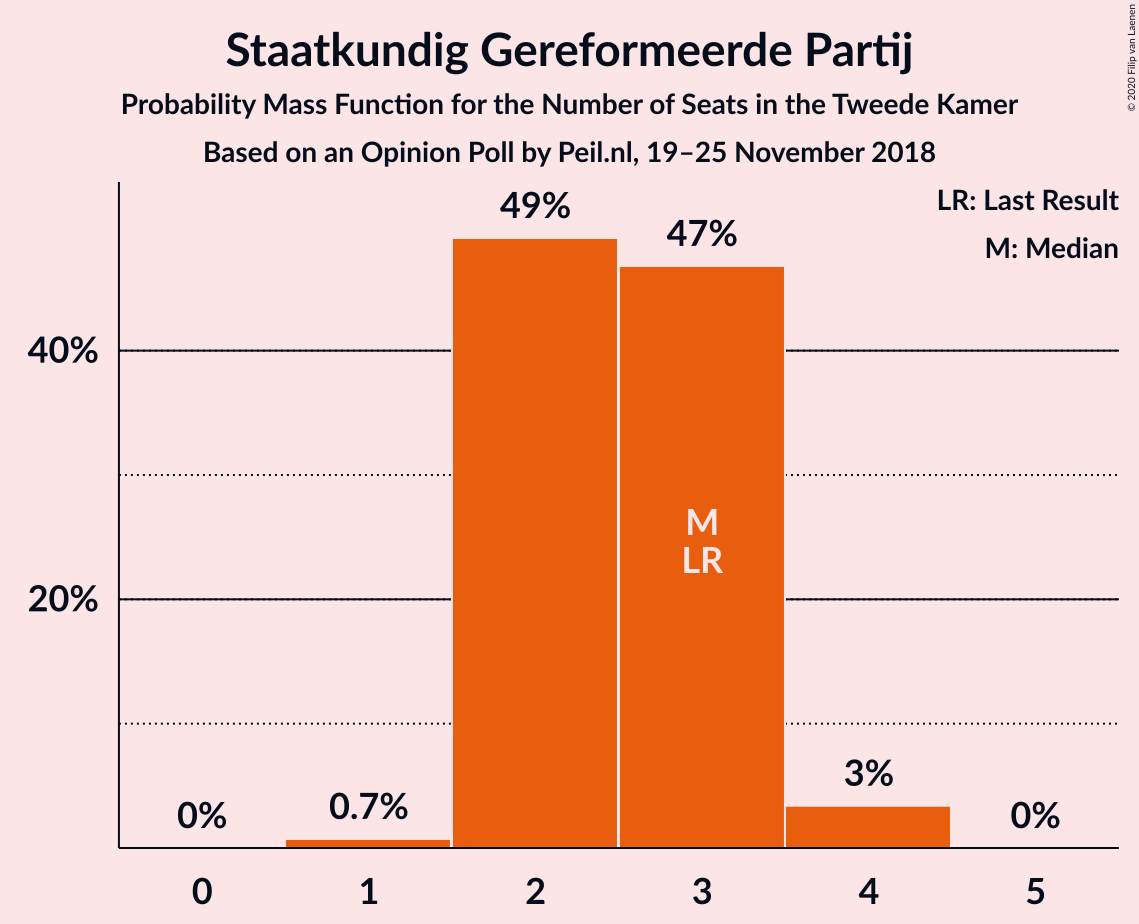 Staatkundig Gereformeerde Partij
Probability Mass Function for the Number of Seats in the Tweede Kamer
Based on an Opinion Poll by Peil.nl, 19–25 November 2018
© 2020 Filip van Laenen
LR: Last Result
M: Median
49%
47%
40%
M
LR
20%
3%
0.7%
0%
0%
0 1 2 3 4 5